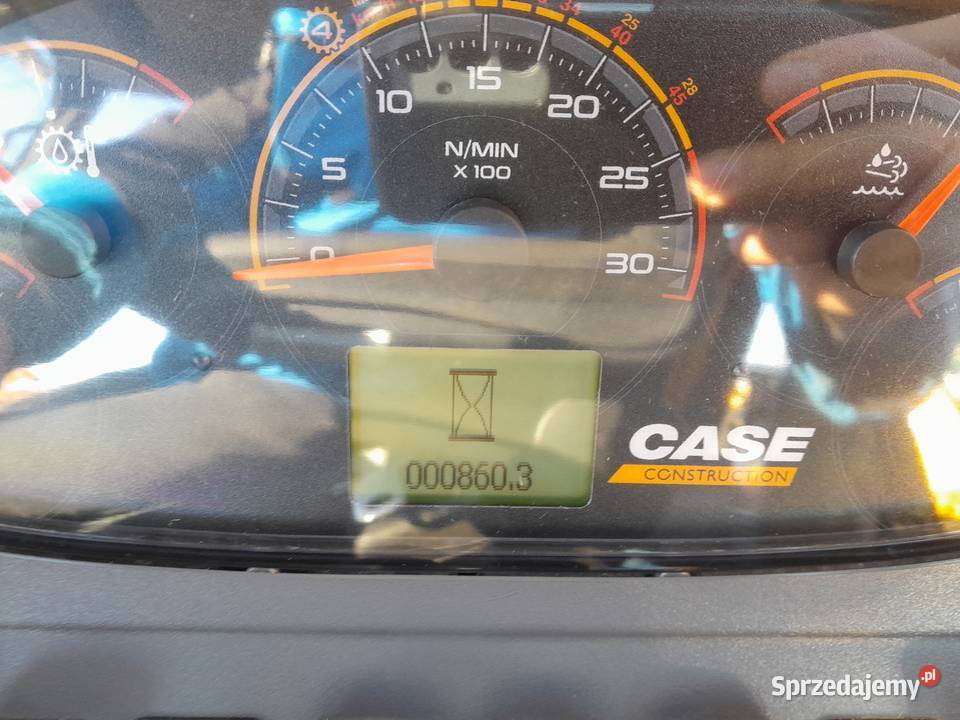 4
25
34
40
28
45
0
5
10
15
20
25
30
N/MIN
X 100
000860.3
CASE
CONSTRUCTION
Sprzedajemy.pl